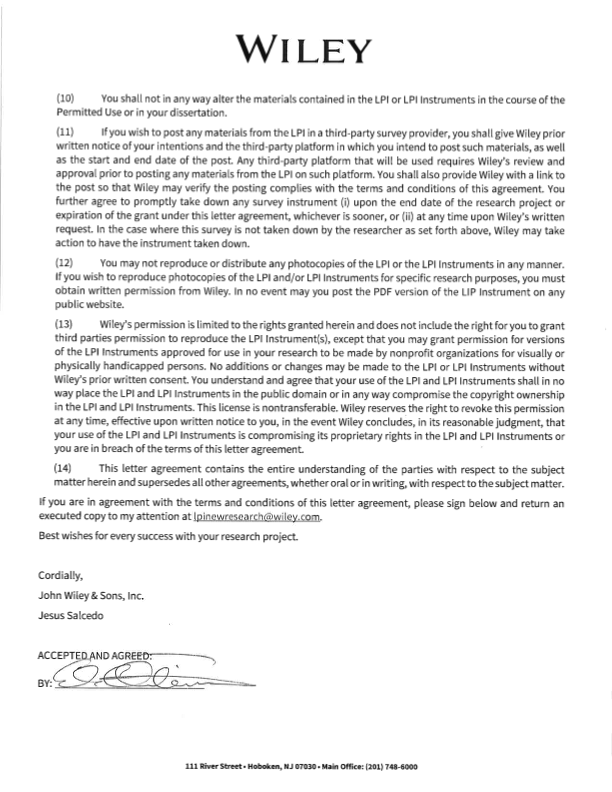 WILEY
(10) You shall not in any way alter the materials contained in the LPI or LPI Instruments in the course of the
Permitted Use or in your dissertation.
(11) If you wish to post any materials from the LPI in a third-party survey provider, you shall give Wiley prior
written notice of your intentions and the third-party platform in which you intend to post such materials, as well
as the start and end date of the post. Any third-party platform that will be used requires Wiley's review and
approval prior to posting any materials from the LPI on such platform. You shall also provide Wiley with a link to
the post so that Wiley may verify the posting complies with the terms and conditions of this agreement. You
further agree to promptly take down any survey instrument (i) upon the end date of the research project or
expiration of the grant under this letter agreement, whichever is sooner, or (ii) at any time upon Wiley's written
request. In the case where this survey is not taken down by the researcher as set forth above, Wiley may take
action to have the instrument taken down.
(12) You may not reproduce or distribute any photocopies of the LPI or the LPI Instruments in any manner.
If you wish to reproduce photocopies of the LPI and/or LPI Instruments for specific research purposes, you must
obtain written permission from Wiley. In no event may you post the PDF version of the LIP Instrument on any
public website.
(13) Wiley's permission is limited to the rights granted herein and does not include the right for you to grant
third parties permission to reproduce the LPI Instrument(s), except that you may grant permission for versions
of the LPI Instruments approved for use in your research to be made by nonprofit organizations for visually or
physically handicapped persons. No additions or changes may be made to the LPI or LPI Instruments without
Wiley's prior written consent. You understand and agree that your use of the LPI and LPI Instruments shall in no
way place the LPI and LPI Instruments in the public domain or in any way compromise the copyright ownership
in the LPI and LPI Instruments. This license is nontransferable. Wiley reserves the right to revoke this permission
at any time, effective upon written notice to you, in the event Wiley concludes, in its reasonable judgment, that
your use of the LPI and LPI Instruments is compromising its proprietary rights in the LPI and LPI Instruments or
you are in breach of the terms of this letter agreement.
(14) This letter agreement contains the entire understanding of the parties with respect to the subject
matter herein and supersedes all other agreements, whether oral or in writing, with respect to the subject matter.
If you are in agreement with the terms and conditions of this letter agreement, please sign below and return an
executed copy to my attention at lpinewresearch@wiley.com.
Best wishes for every success with your research project.
Cordially,
John Wiley & Sons, Inc.
Jesus Salcedo
ACCEPTED AND AGREED:
BY:
111 River Street • Hoboken, NJ 07030 • Main Office: (201) 748-6000